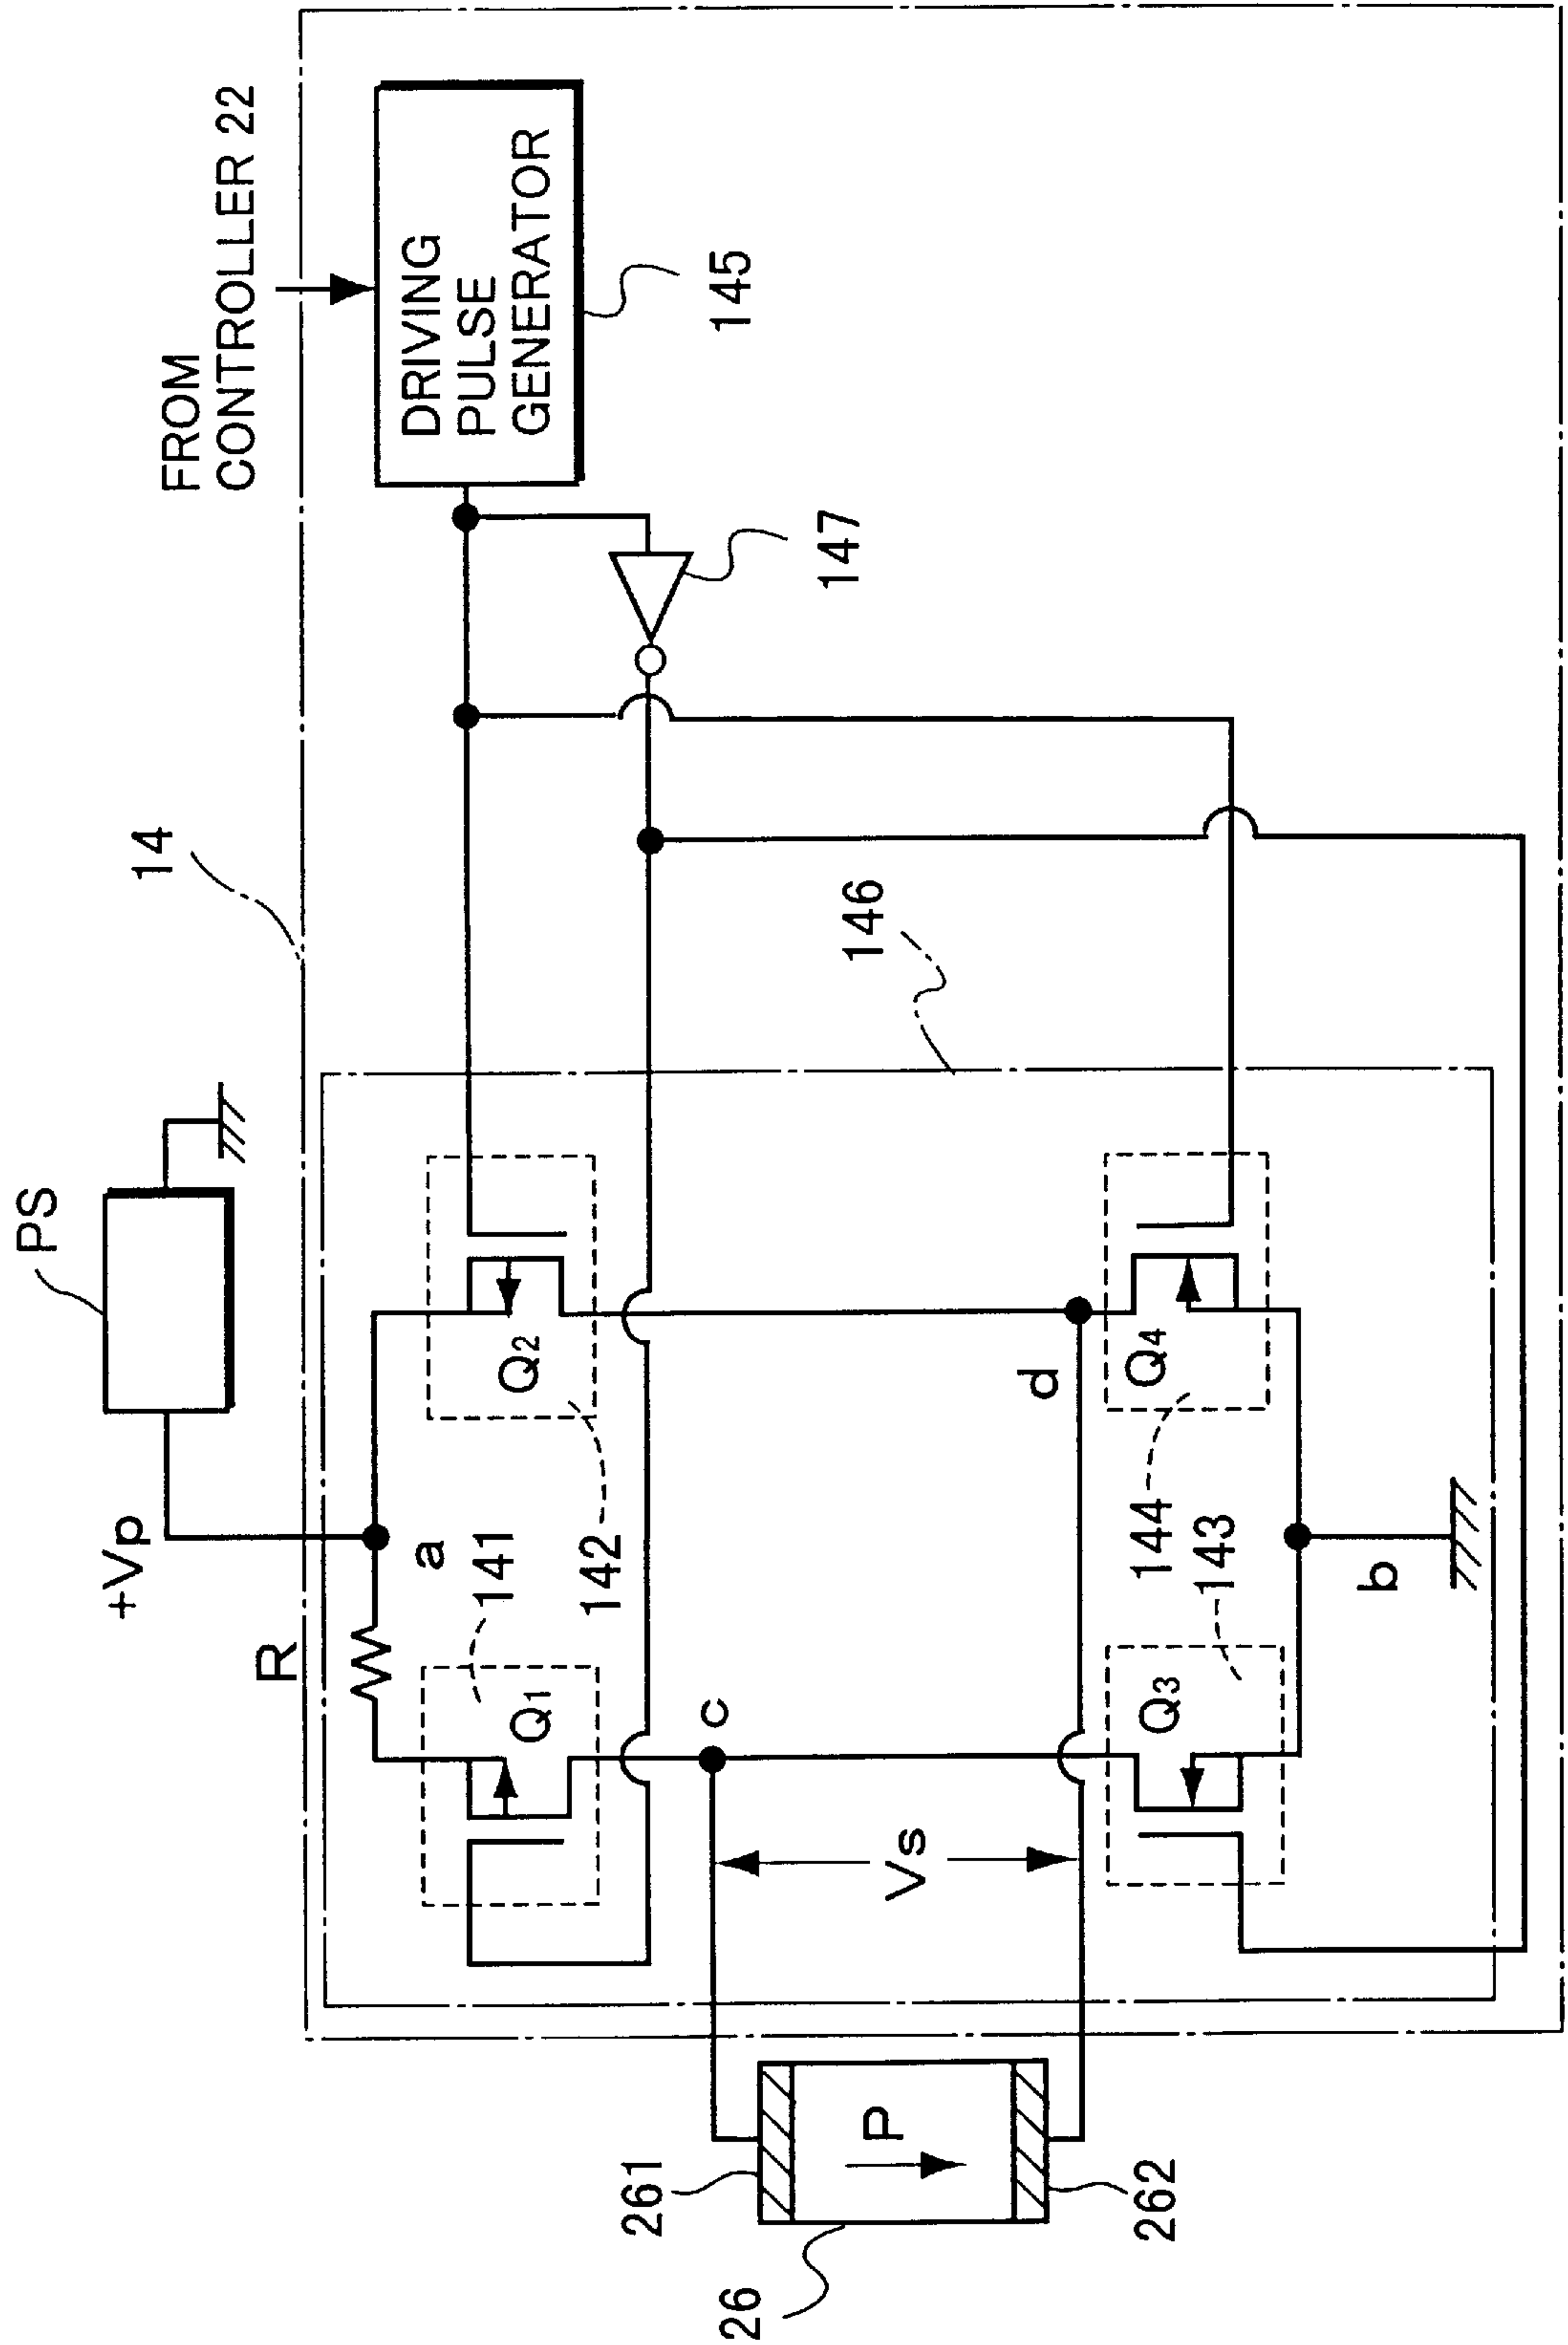 FROM
CONTROLLER 22
DRIVING
PULSE
GENERATOR
145
147
14
146
PS
+Vp
R
a
141
142
Q1
Q2
c
d
Vs
Q3
Q4
144
143
b
P
261
262
26